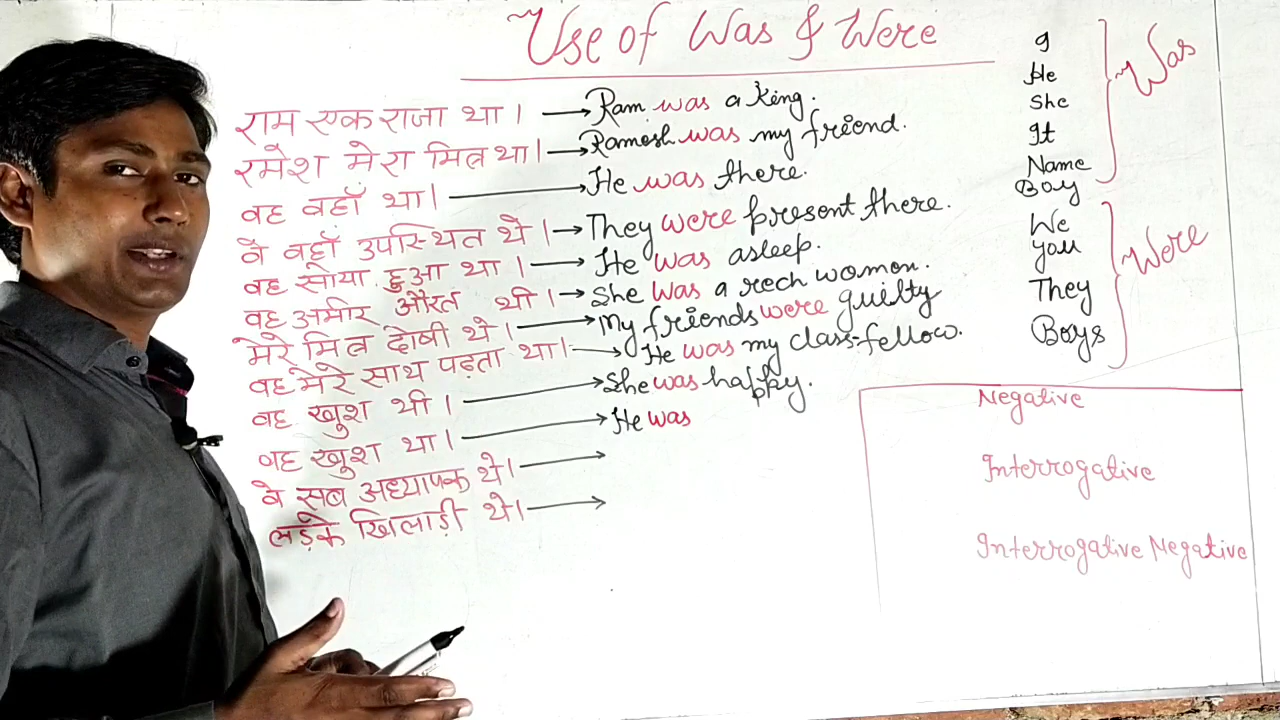 Use of Was & Were
राम एक राजा था । → Ram was a King.
रमेश मेरा मित्र था। → Ramesh was my friend.
वह वहाँ था। → He was there.
वे वहाँ उपस्थित थे । → They were present there.
वह सोया हुआ था । → He was asleep.
वह अमीर औरत थी । → She was a rech women.
मेरे मित्र दोषी थे । → My friends were guilty
वह मेरे साथ पढ़ता था। → He was my class-fellow.
वह खुश थी । → She was happy.
वह खुश था । → He was
वे सब अध्यापक थे। →
लड़के खिलाड़ी थे। →
I
He
She
It
Name
Boy
Was
We
you
They
Boys
Were
Negative
Interrogative
Interrogative Negative